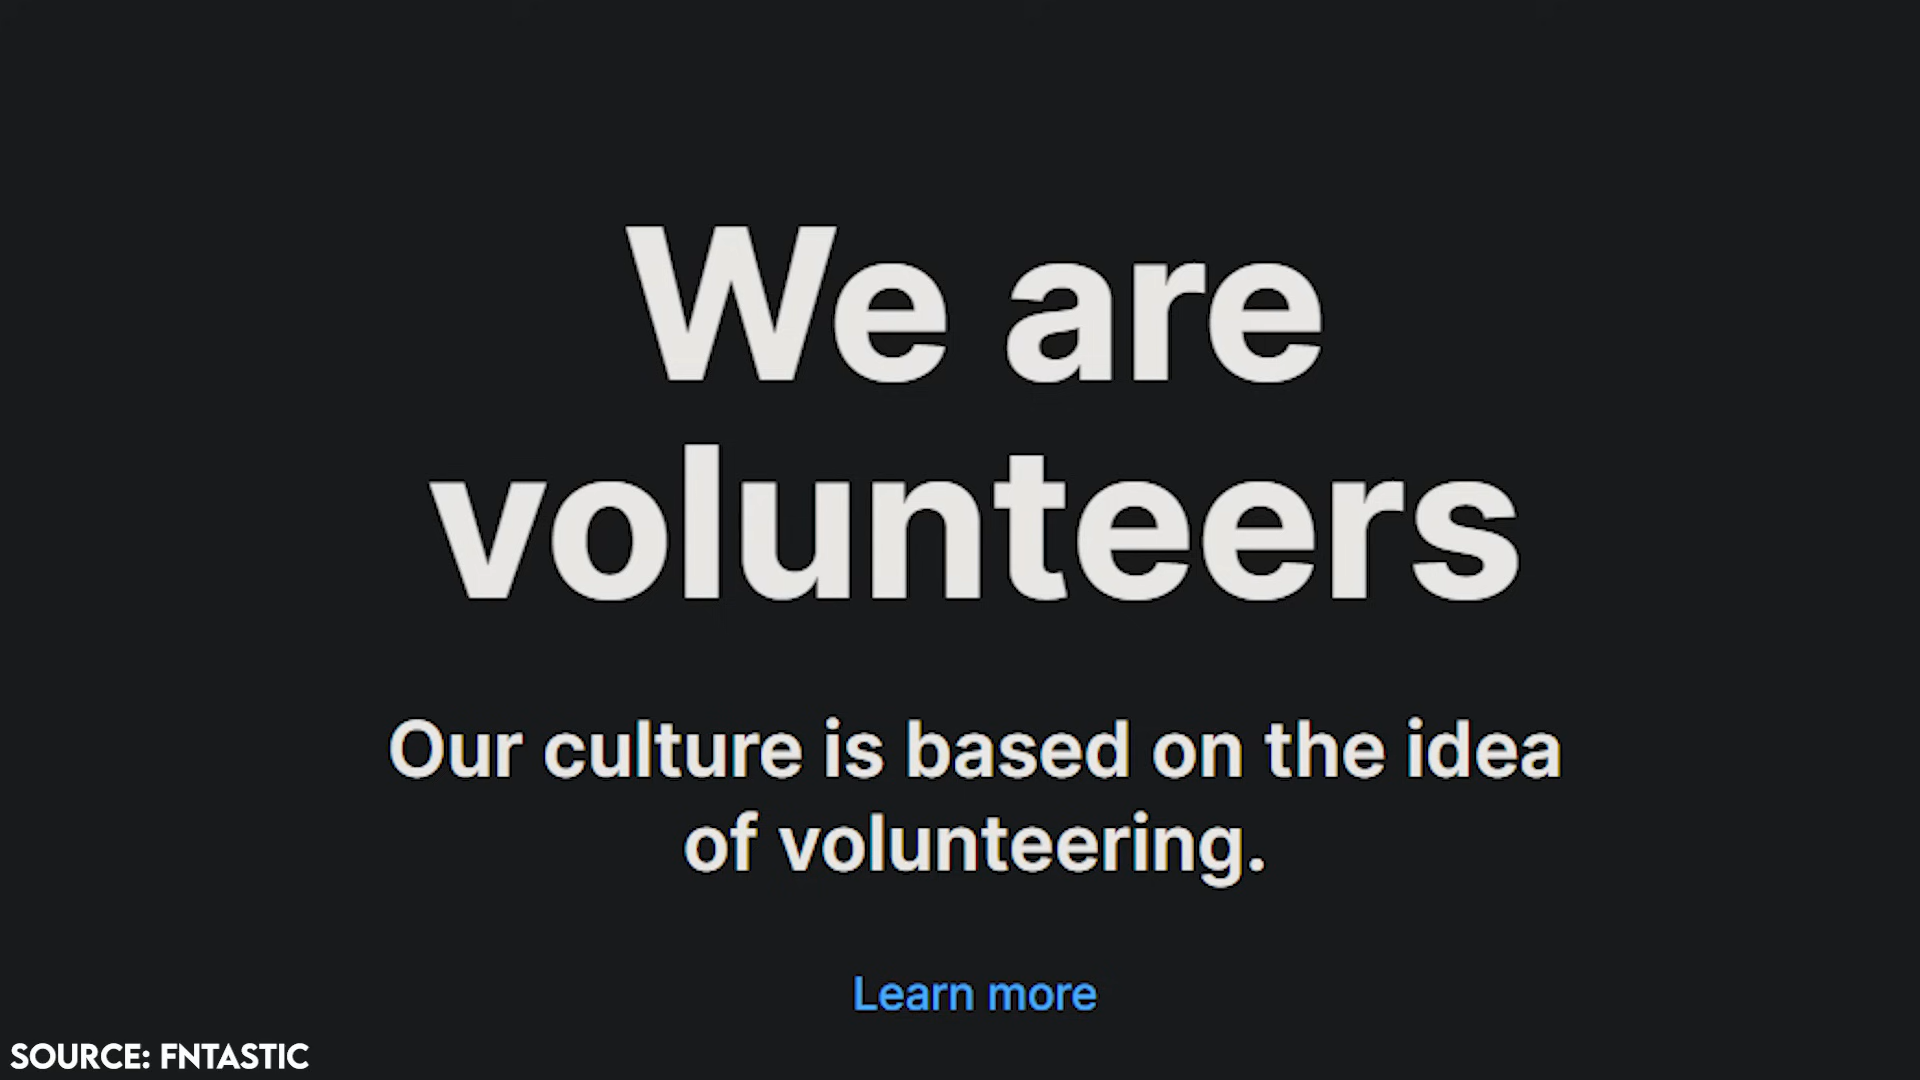 We are
volunteers
Our culture is based on the idea
of volunteering.
Learn more
SOURCE: FNTASTIC